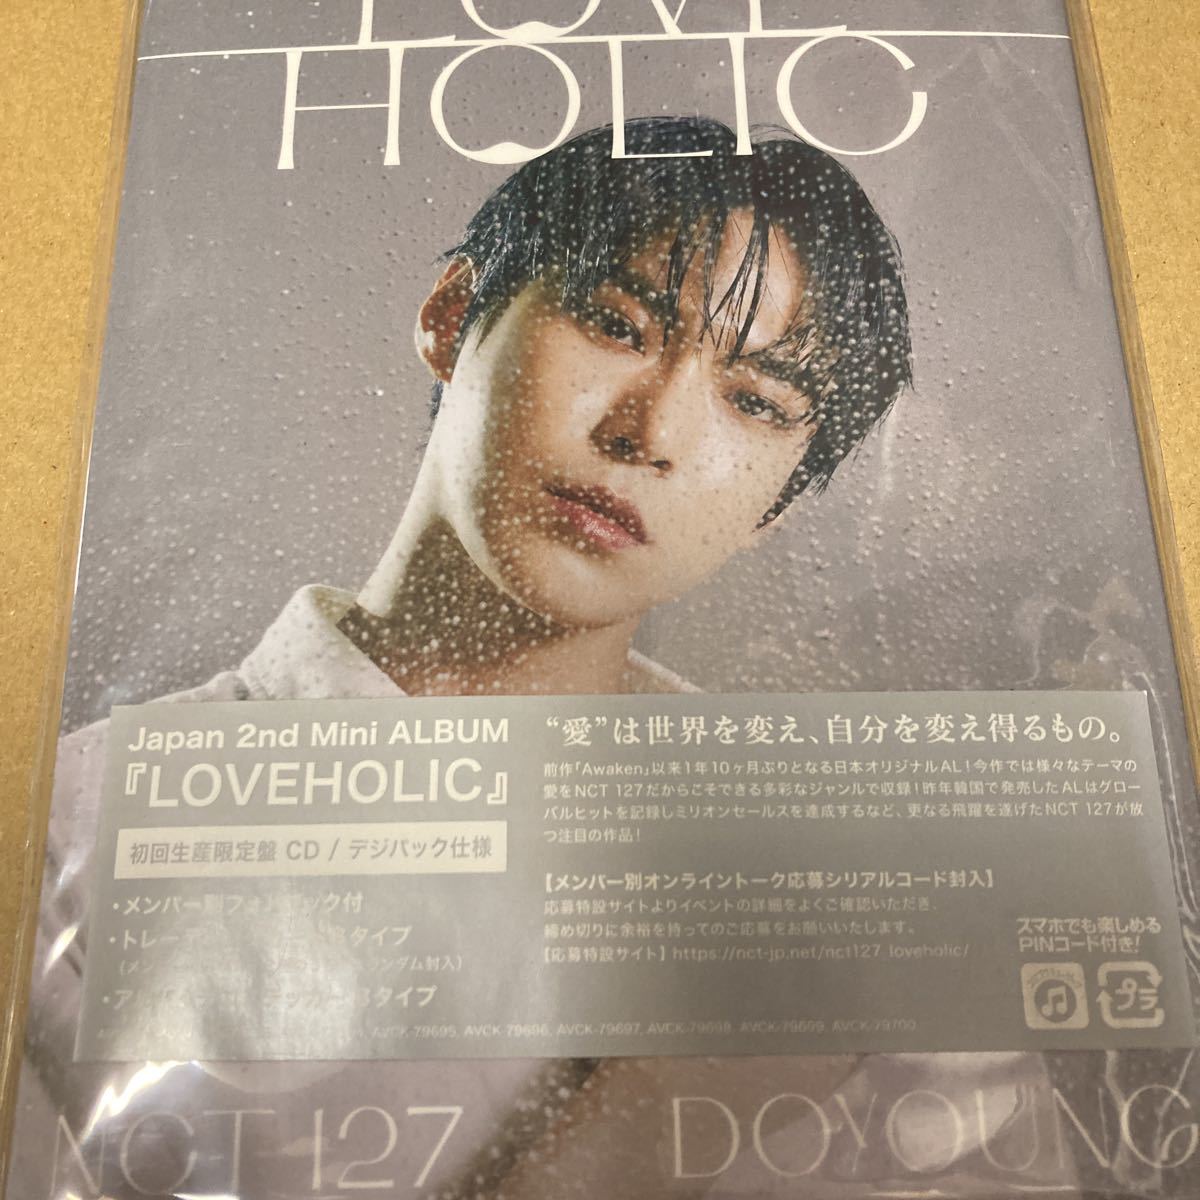 LOVE
HOLIC
Japan 2nd Mini ALBUM
『LOVEHOLIC』
初回生産限定盤 CD / デジパック仕様
・メンバー別フォ ック付
・トレーデ タイプ
(メン ランダム封入)
・ア タイプ
AVCK-79695, AVCK-79696, AVCK-79697, AVCK-79698, AVCK-79699, AVCK-79700
“愛”は世界を変え、自分を変え得るもの。
前作「Awaken」以来1年10ヶ月ぶりとなる日本オリジナルAL!今作では様々なテーマの
愛をNCT 127だからこそできる多彩なジャンルで収録!昨年韓国で発売したALはグロー
バルヒットを記録しミリオンセールスを達成するなど、更なる飛躍を遂げたNCT 127が放
つ注目の作品!
【メンバー別オンライントーク応募シリアルコード封入】
応募特設サイトよりイベントの詳細をよくご確認いただき、
締め切りに余裕を持ってのご応募をお願いいたします。
【応募特設サイト】https://nct-jp.net/nct127_loveholic/
スマホでも楽しめる
PINコード付き!
プラ
NCT 127
DOYOUNG